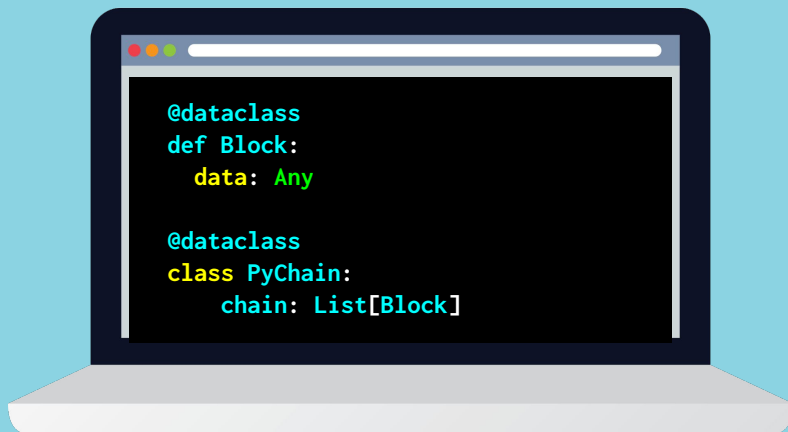 @dataclass
def Block:
  data: Any

@dataclass
class PyChain:
    chain: List[Block]